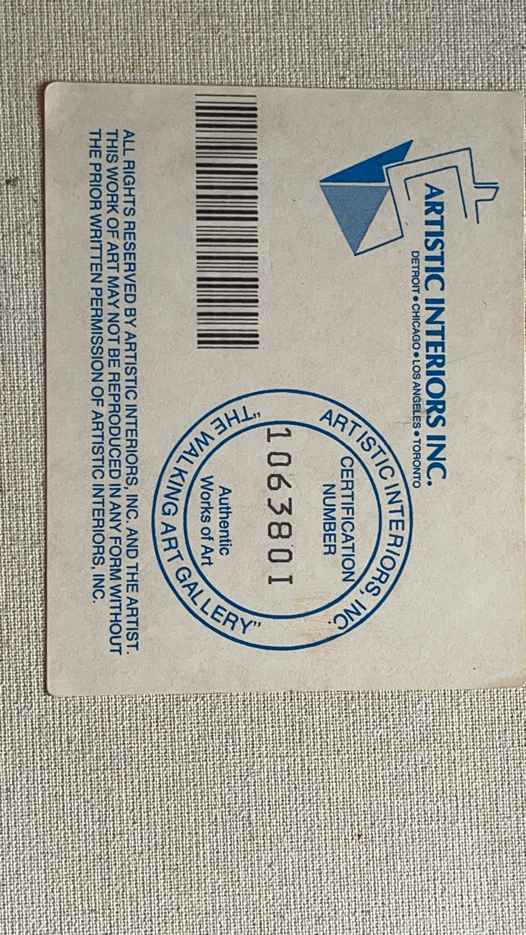 ARTISTIC INTERIORS INC.
DETROIT • CHICAGO • LOS ANGELES • TORONTO
ARTISTIC INTERIORS, INC.
CERTIFICATION
NUMBER
1063801
Authentic
Works of Art
"THE WALKING ART GALLERY"
ALL RIGHTS RESERVED BY ARTISTIC INTERIORS, INC. AND THE ARTIST.
THIS WORK OF ART MAY NOT BE REPRODUCED IN ANY FORM WITHOUT
THE PRIOR WRITTEN PERMISSION OF ARTISTIC INTERIORS, INC.